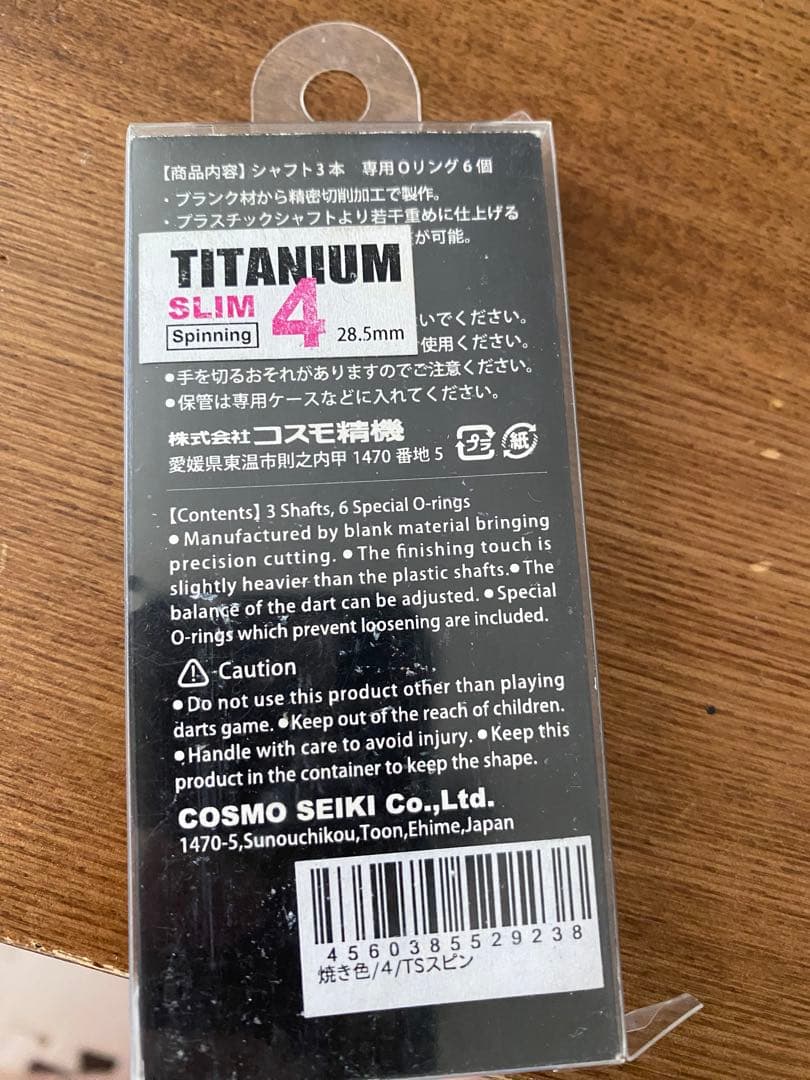 【商品内容】シャフト3本 専用Oリング6個
・ブランク材から精密切削加工で製作。
・プラスチックシャフトより若干重めに仕上げる
が可能。
TITANIUM
SLIM 4
Spinning 28.5mm
いでください。
使用ください。
●手を切るおそれがありますのでご注意ください。
●保管は専用ケースなどに入れてください。
株式会社コスモ精機
愛媛県東温市則之内甲1470番地5
プラ 紙
【Contents】3 Shafts, 6 Special O-rings
●Manufactured by blank material bringing
precision cutting. ●The finishing touch is
slightly heavier than the plastic shafts.●The
balance of the dart can be adjusted. ●Special
O-rings which prevent loosening are included.
Caution
●Do not use this product other than playing
darts game. ●Keep out of the reach of children.
●Handle with care to avoid injury. ●Keep this
product in the container to keep the shape.
COSMO SEIKI Co.,Ltd.
1470-5,Sunouchikou,Toon,Ehime,Japan
4560385529238
焼き色/4/TSスピン